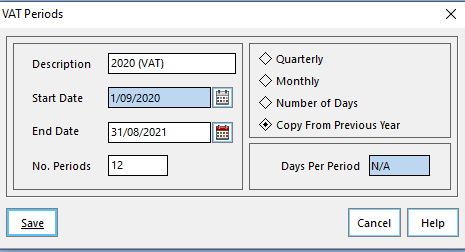 VAT Periods
Description 2020 (VAT)
Start Date 1/09/2020
End Date 31/08/2021
No. Periods 12
Quarterly
Monthly
Number of Days
Copy From Previous Year
Days Per Period N/A
Save
Cancel
Help